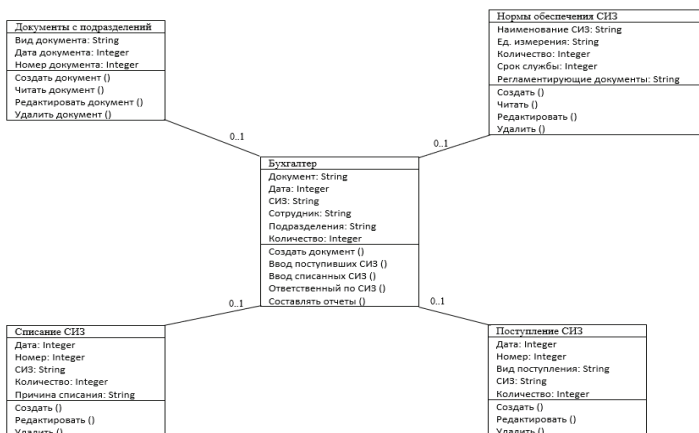 Документы с подразделений
Вид документа: String
Дата документа: Integer
Номер документа: Integer
Создать документ ()
Читать документ ()
Редактировать документ ()
Удалить документ ()
Нормы обеспечения СИЗ
Наименование СИЗ: String
Ед. измерения: String
Количество: Integer
Срок службы: Integer
Регламентирующие документы: String
Создать ()
Читать ()
Редактировать ()
Удалить ()
0..1
0..1
Бухгалтер
Документ: String
Дата: Integer
СИЗ: String
Сотрудник: String
Подразделения: String
Количество: Integer
Создать документ ()
Ввод поступивших СИЗ ()
Ввод списанных СИЗ ()
Ответственный по СИЗ ()
Составлять отчеты ()
0..1
0..1
Списание СИЗ
Дата: Integer
Номер: Integer
СИЗ: String
Количество: Integer
Причина списания: String
Создать ()
Редактировать ()
Удалить ()
Поступление СИЗ
Дата: Integer
Номер: Integer
Вид поступления: String
СИЗ: String
Количество: Integer
Создать ()
Редактировать ()
Удалить ()